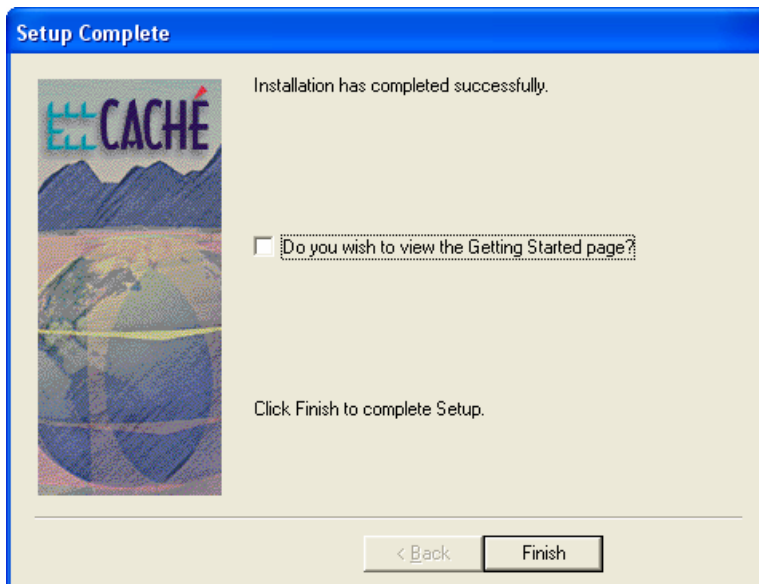 Setup Complete
CACHÉ
Installation has completed successfully.
Do you wish to view the Getting Started page?
Click Finish to complete Setup.
< Back
Finish